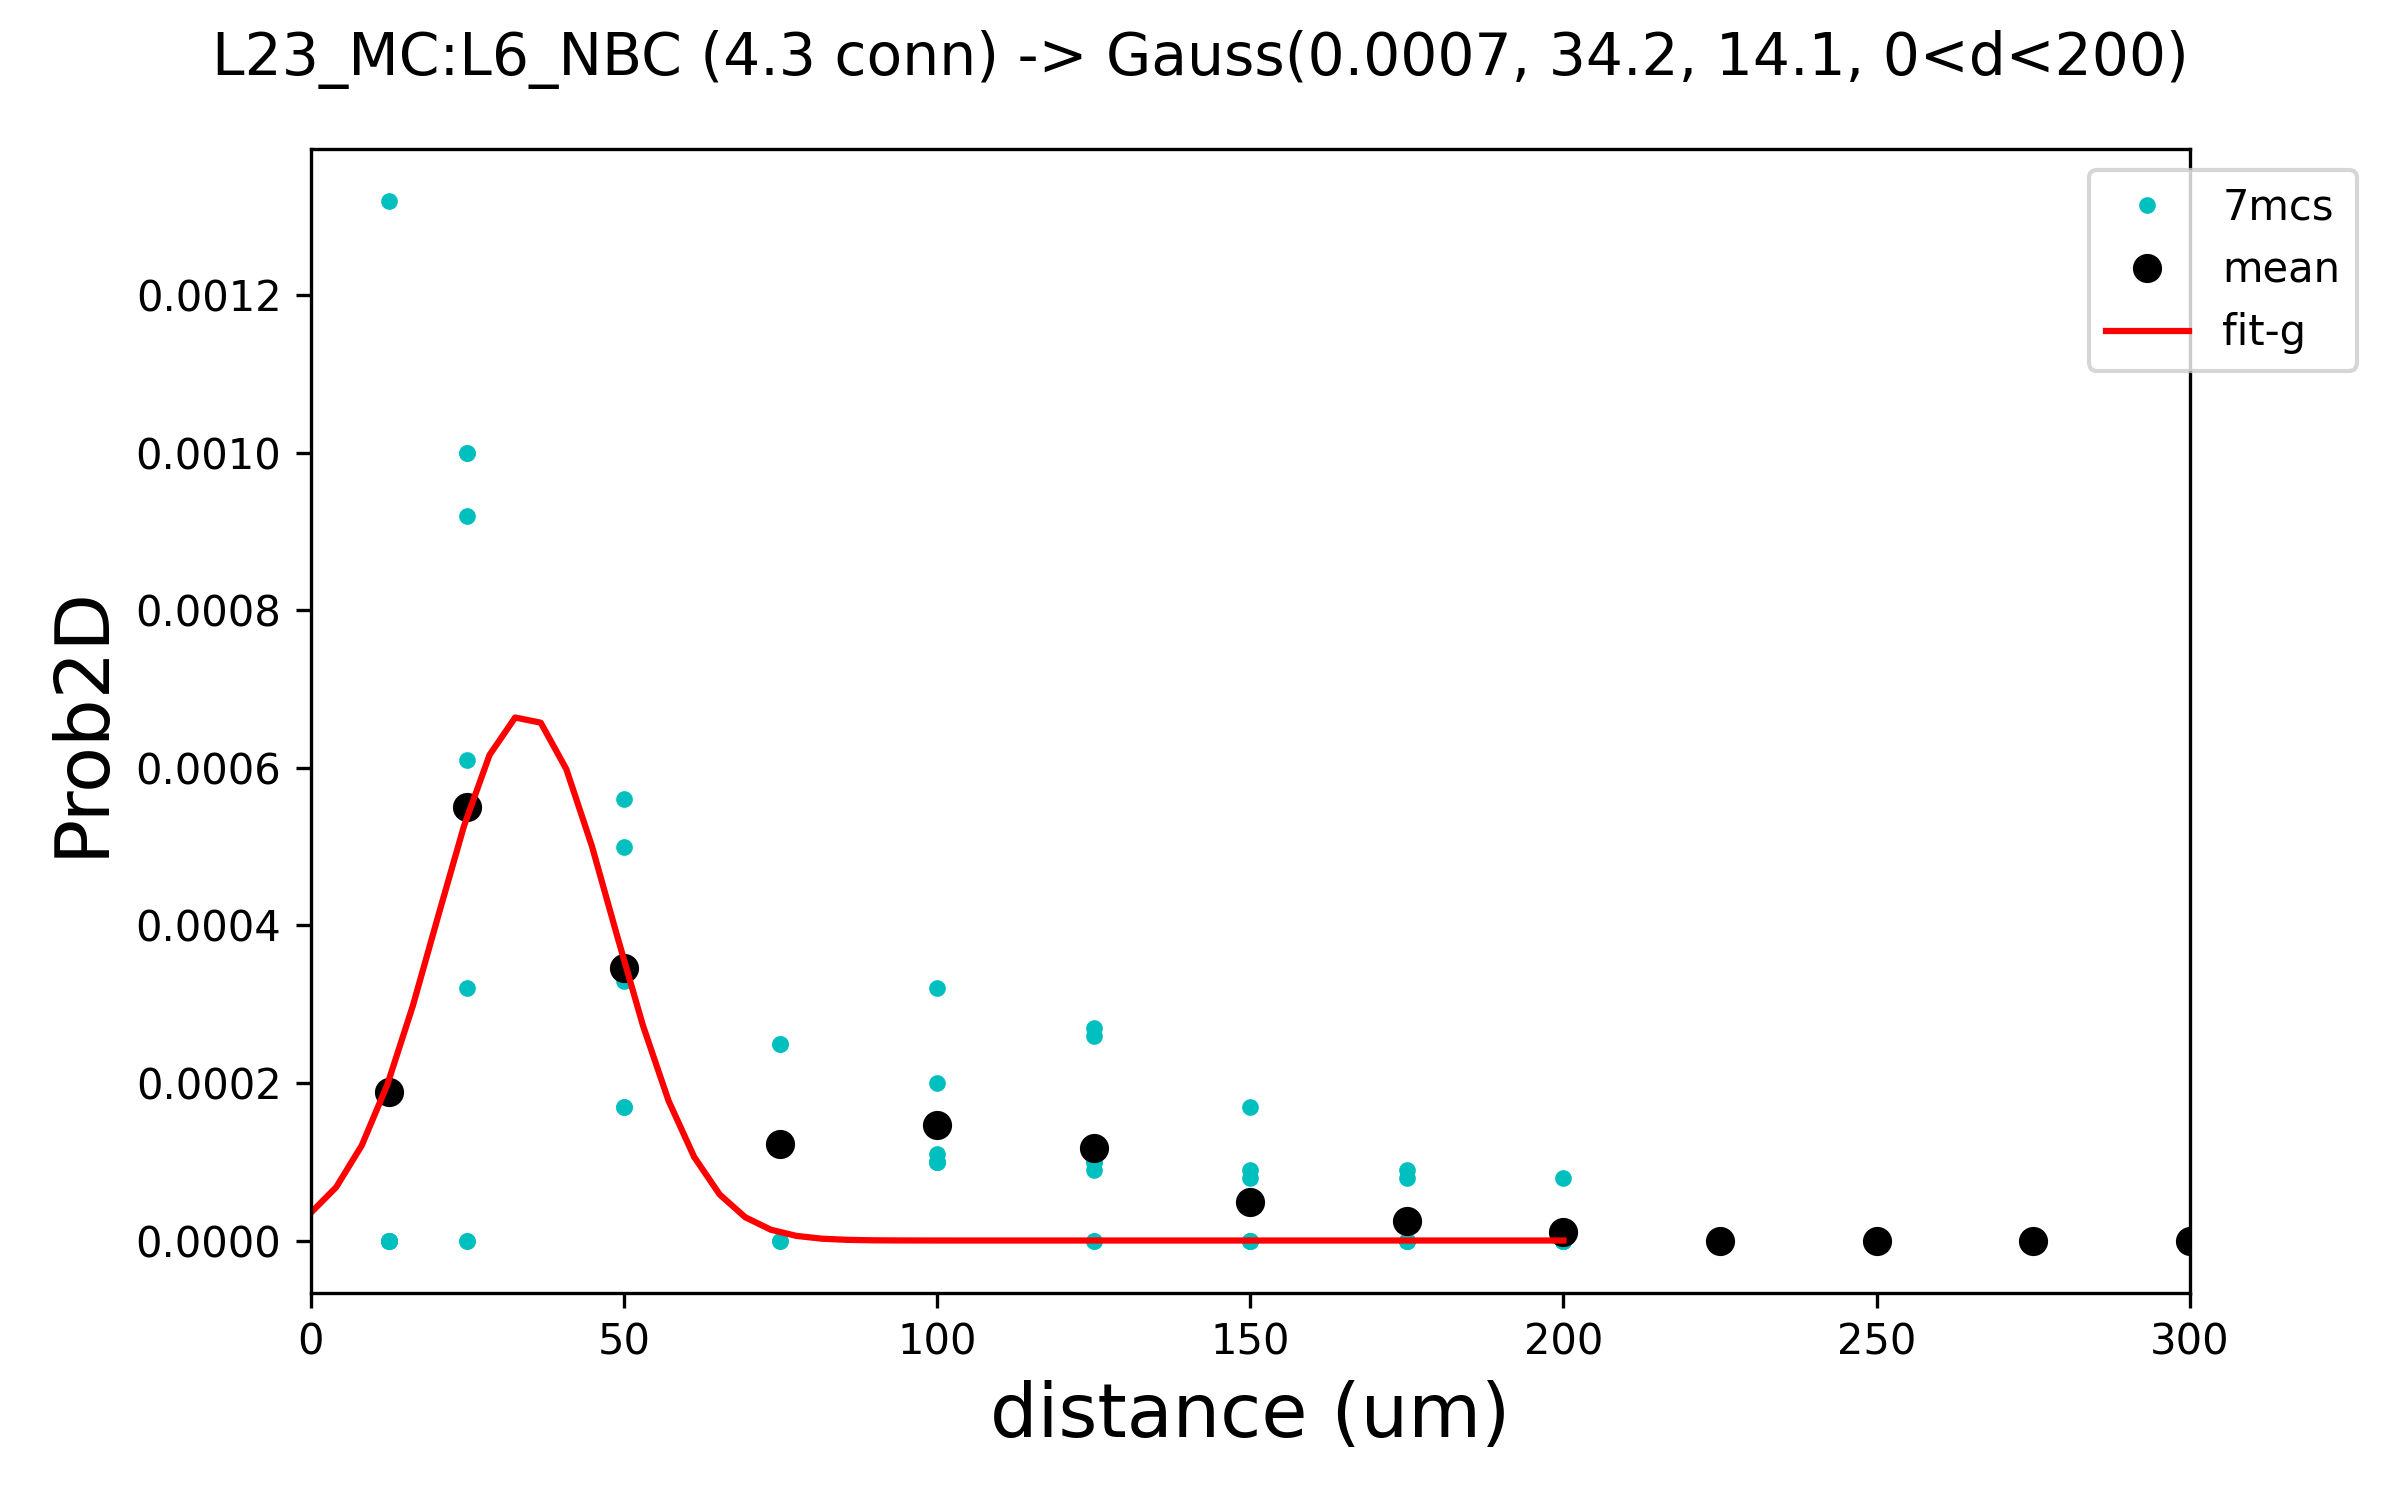 L23_MC:L6_NBC (4.3 conn) -> Gauss(0.0007, 34.2, 14.1, 0<d<200)
7mcs
mean
fit-g
Prob2D
0.0012
0.0010
0.0008
0.0006
0.0004
0.0002
0.0000
0 50 100 150 200 250 300
distance (um)